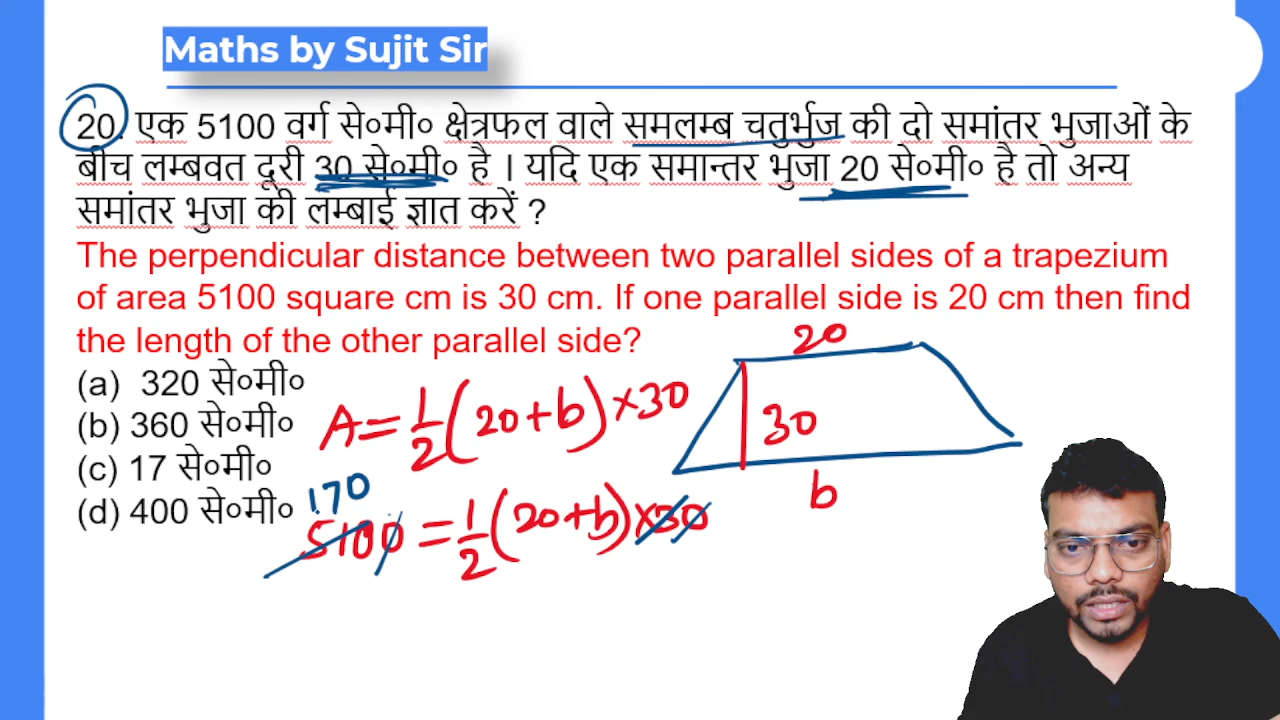 Maths by Sujit Sir
20. एक 5100 वर्ग से०मी० क्षेत्रफल वाले समलम्ब चतुर्भुज की दो समांतर भुजाओं के
बीच लम्बवत दूरी 30 से०मी० है । यदि एक समान्तर भुजा 20 से०मी० है तो अन्य
समांतर भुजा की लम्बाई ज्ञात करें ?
The perpendicular distance between two parallel sides of a trapezium
of area 5100 square cm is 30 cm. If one parallel side is 20 cm then find
the length of the other parallel side?
(a) 320 से०मी०
(b) 360 से०मी०
(c) 17 से०मी०
(d) 400 से०मी०
A = 1/2 (20+b) ×30
170
5100 = 1/2 (20+b) ×30
20
30
b